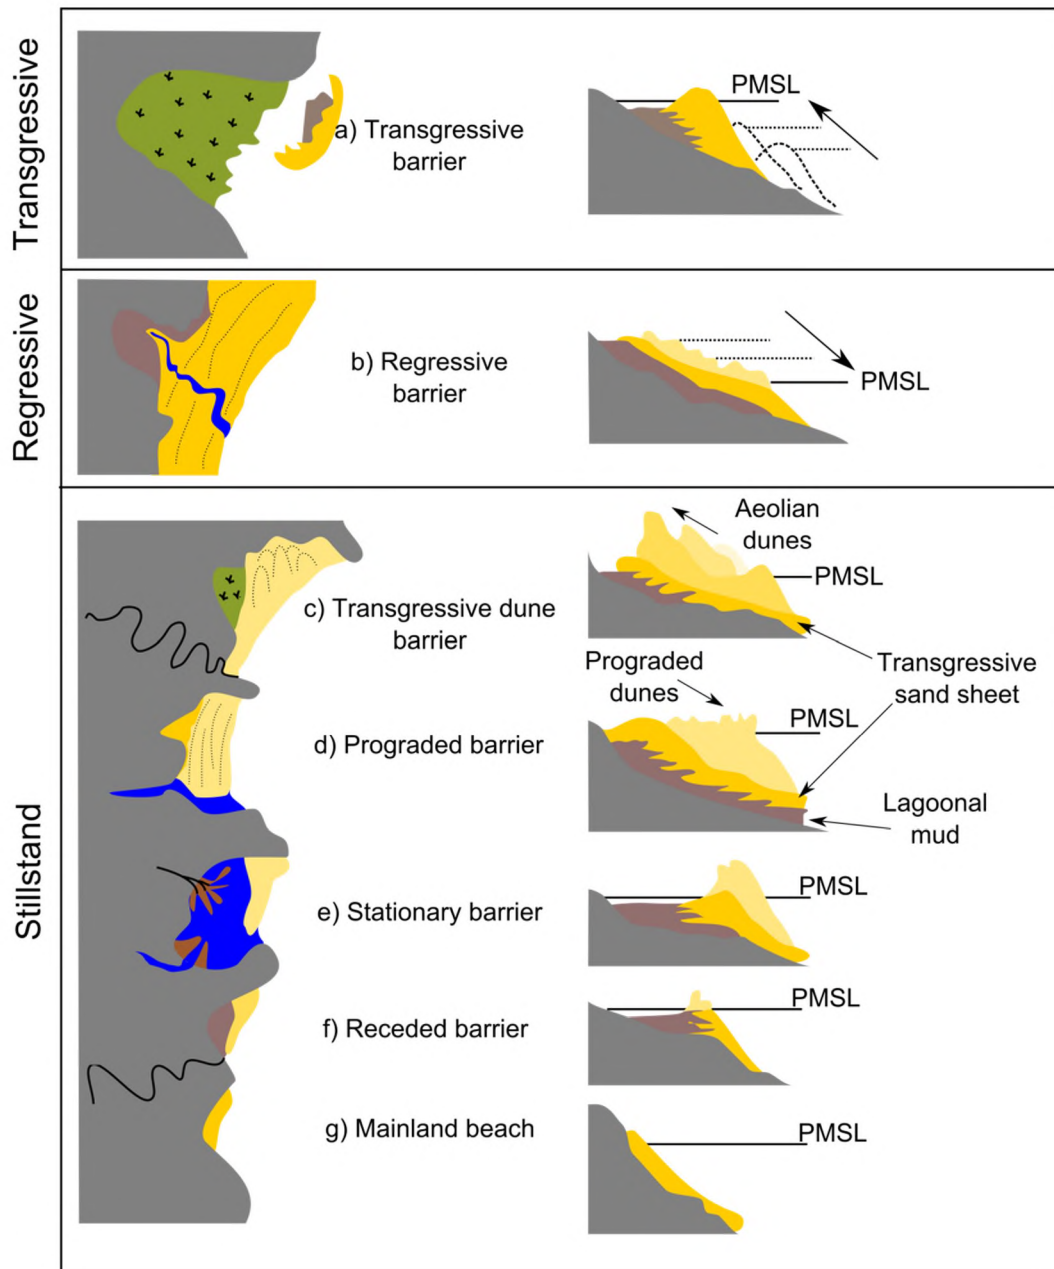 Transgressive
a) Transgressive
barrier
PMSL
Regressive
b) Regressive
barrier
PMSL
Stillstand
c) Transgressive dune
barrier
Aeolian
dunes
PMSL
Transgressive
sand sheet
d) Prograded barrier
Prograded
dunes
PMSL
Lagoonal
mud
e) Stationary barrier
PMSL
f) Receded barrier
PMSL
g) Mainland beach
PMSL